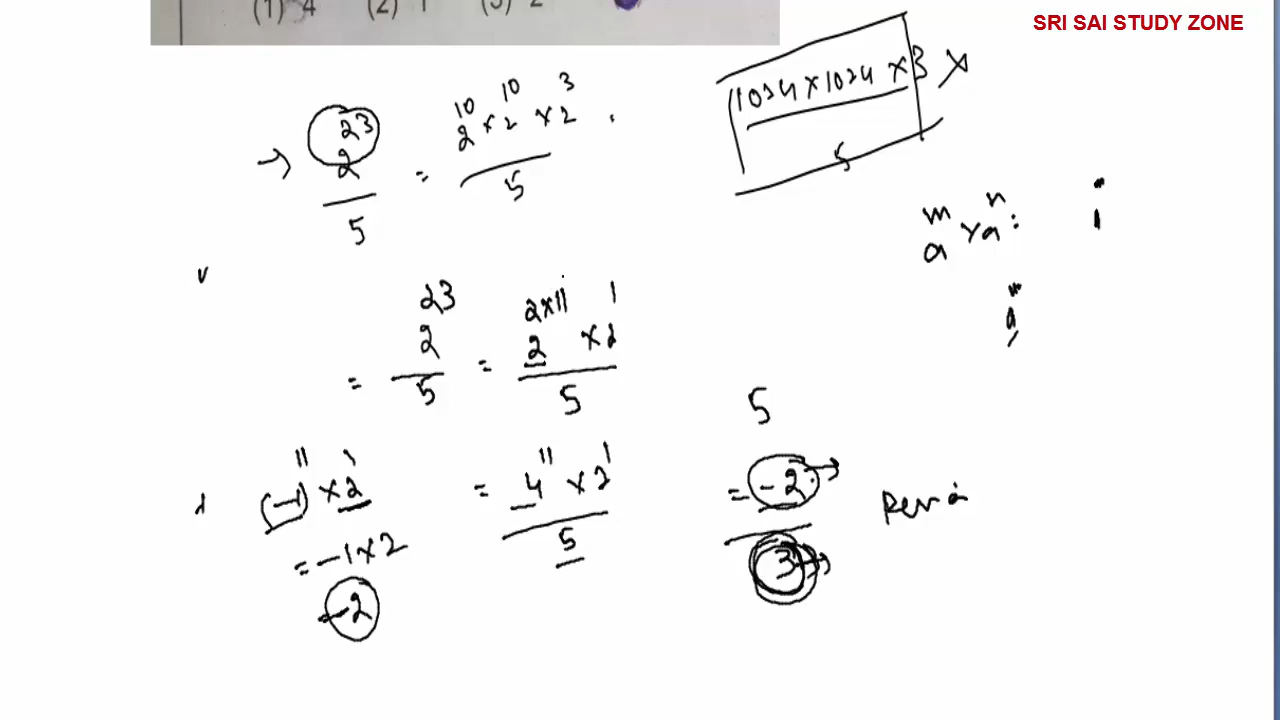 (1) 4 (2) 1 (3) 2
SRI SAI STUDY ZONE
2^23 / 5 = 2^10 × 2^10 × 2^3 / 5
1024 × 1024 × 3 × / 5
a^m × a^n =
= 2^23 / 5 = 2^(2×11) × 2^1 / 5
5
(-1)^11 × 2^1 = 4^11 × 2^1 / 5 = -2
= -1 × 2
3
-2